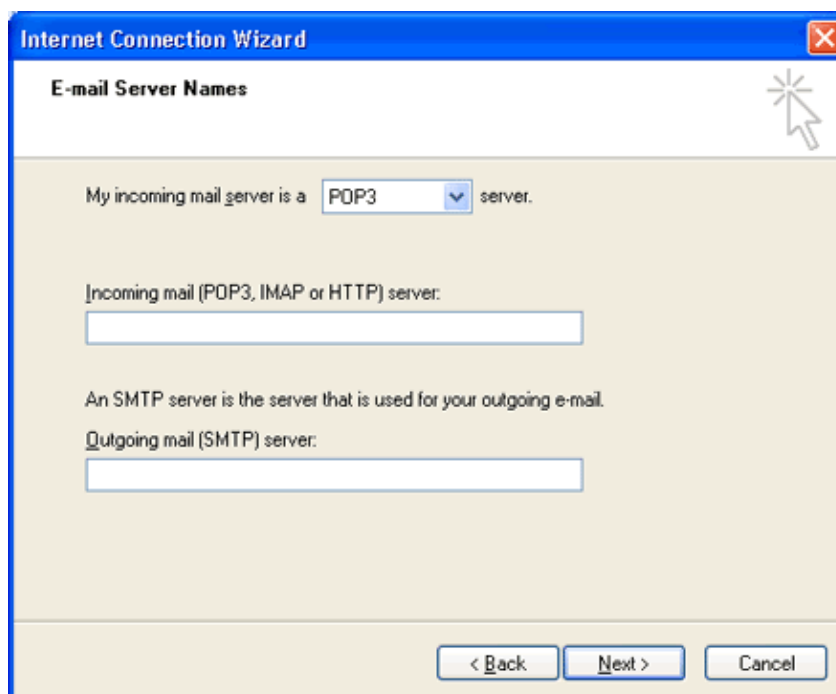 Internet Connection Wizard
E-mail Server Names
My incoming mail server is a POP3 server.
Incoming mail (POP3, IMAP or HTTP) server:
An SMTP server is the server that is used for your outgoing e-mail.
Outgoing mail (SMTP) server:
< Back Next > Cancel